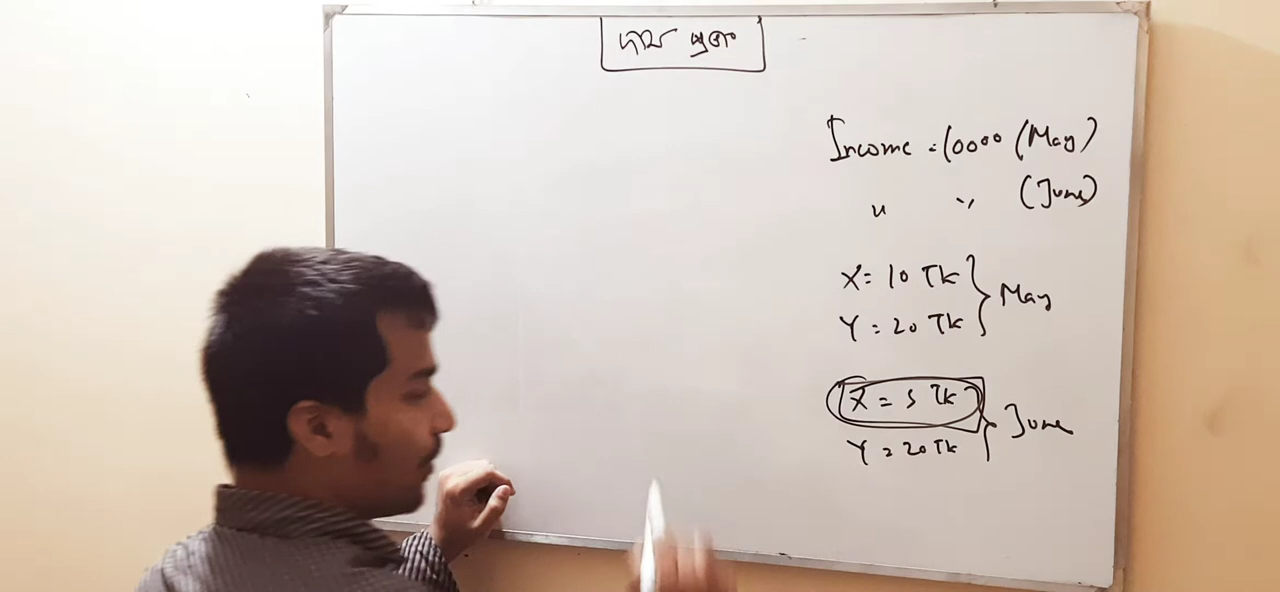 দাম প্রভাব
Income = 10000 (May)
" " (June)
X = 10 Tk
Y = 20 Tk
May
X = 5 Tk
Y = 20 Tk
June